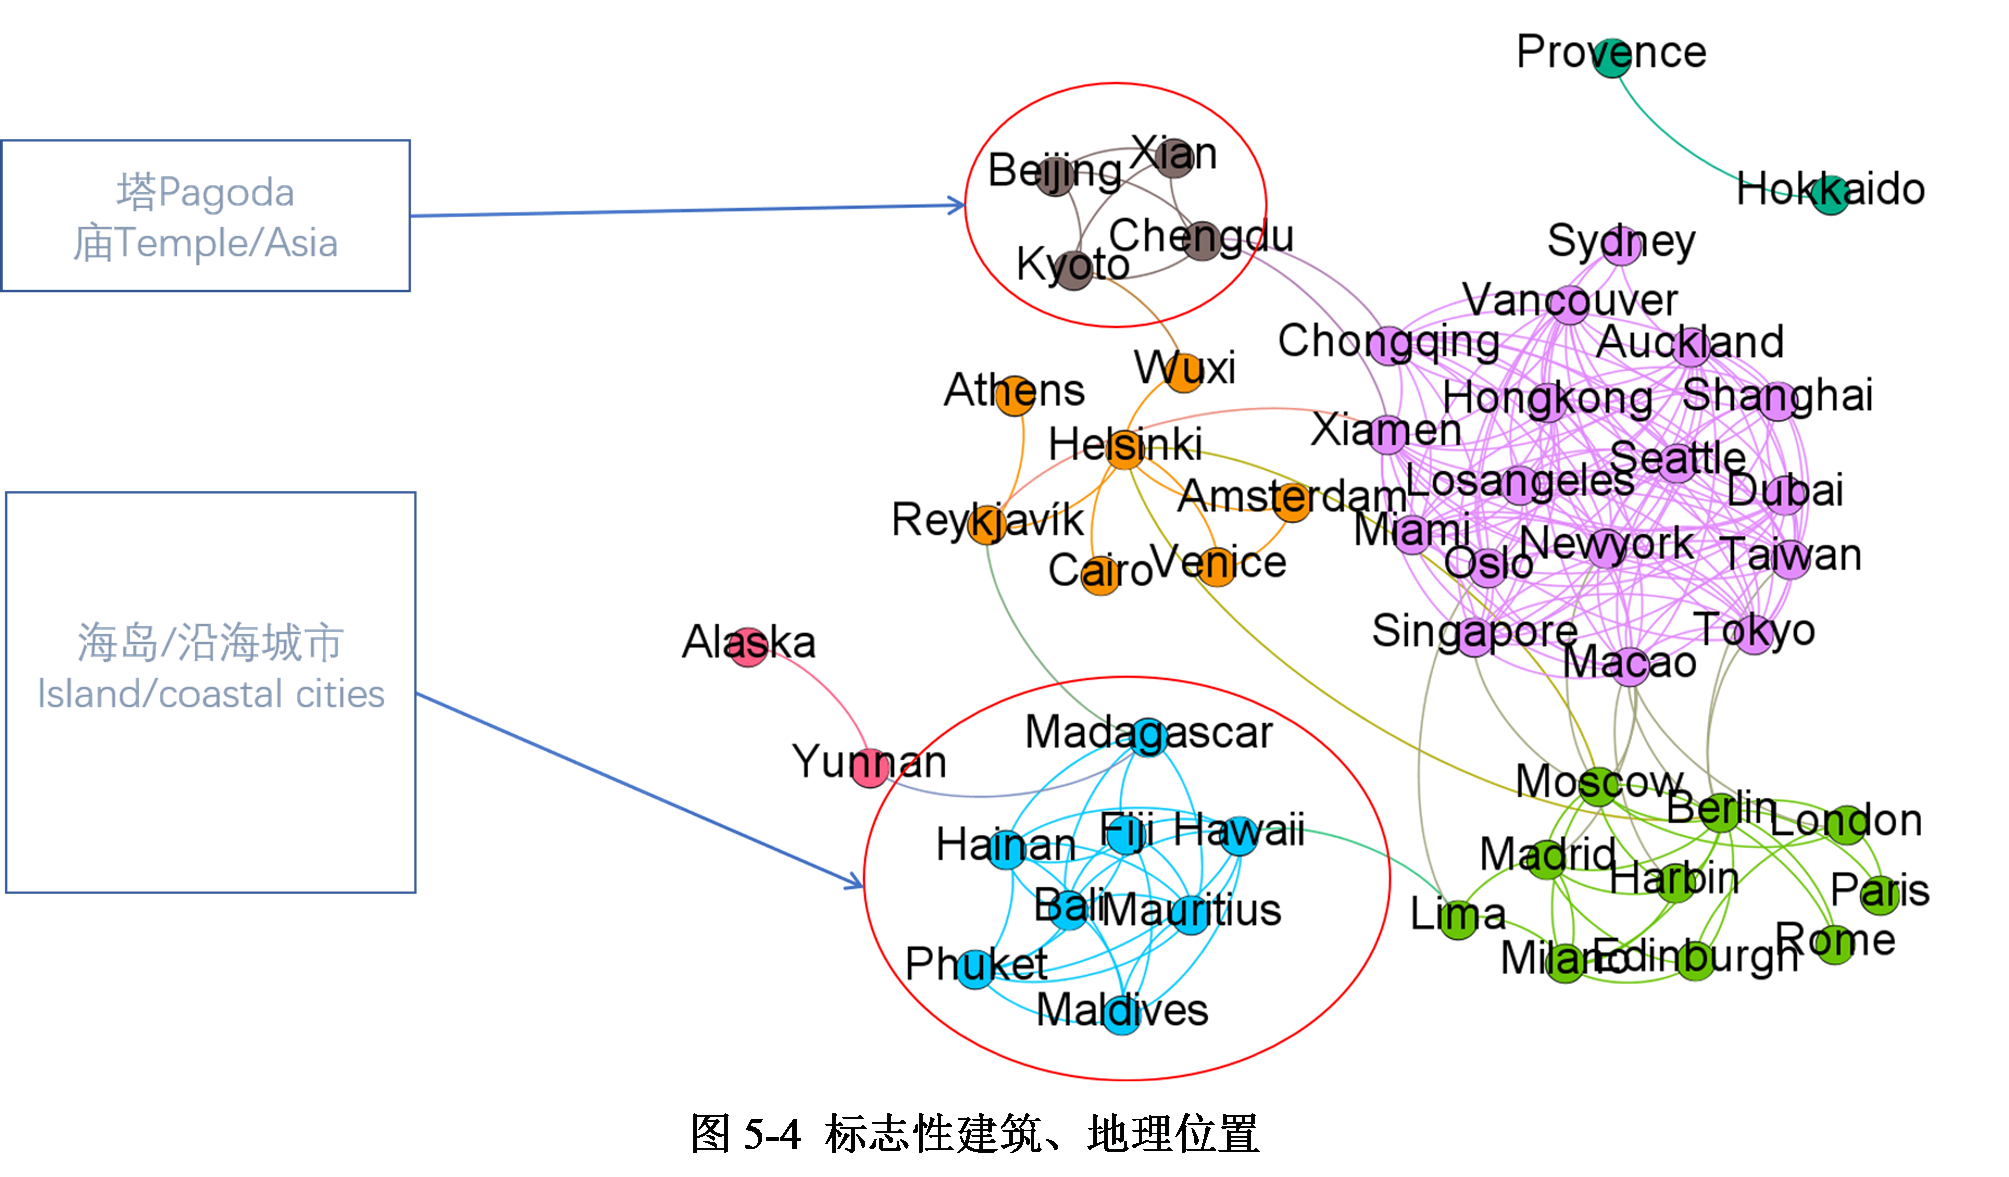 塔Pagoda
庙Temple/Asia
海岛/沿海城市
Island/coastal cities
Provence
Hokkaido
Beijing
Xian
Chengdu
Kyoto
Sydney
Vancouver
Chongqing
Auckland
Hongkong
Shanghai
Xiamen
Seattle
Losangeles
Dubai
Miami
Newyork
Oslo
Taiwan
Singapore
Tokyo
Macao
Wuxi
Athens
Helsinki
Amsterdam
Reykjavík
Cairo
Venice
Alaska
Yunnan
Madagascar
Hainan
Fiji
Hawaii
Bali
Mauritius
Phuket
Maldives
Moscow
Berlin
London
Madrid
Harbin
Paris
Lima
Milano
Edinburgh
Rome
图 5-4 标志性建筑、地理位置